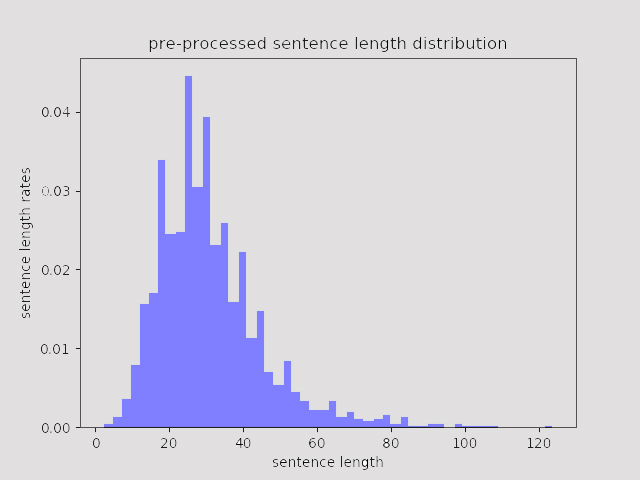 pre-processed sentence length distribution
0.04
0.03
0.02
0.01
0.00
sentence length rates
0 20 40 60 80 100 120
sentence length